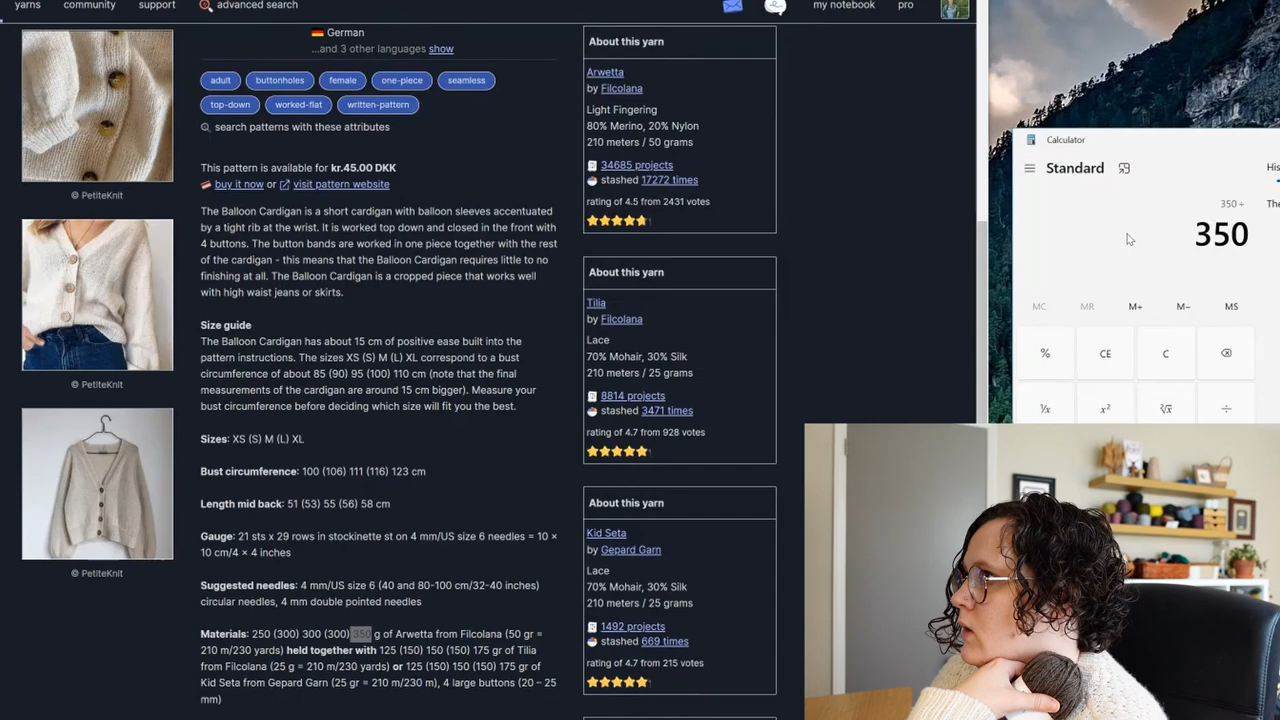 yarns
community
support
advanced search
my notebook
pro
© PetiteKnit
© PetiteKnit
© PetiteKnit
German
...and 3 other languages show
adult
buttonholes
female
one-piece
seamless
top-down
worked-flat
written-pattern
search patterns with these attributes
This pattern is available for kr.45.00 DKK
buy it now or visit pattern website
The Balloon Cardigan is a short cardigan with balloon sleeves accentuated
by a tight rib at the wrist. It is worked top down and closed in the front with
4 buttons. The button bands are worked in one piece together with the rest
of the cardigan - this means that the Balloon Cardigan requires little to no
finishing at all. The Balloon Cardigan is a cropped piece that works well
with high waist jeans or skirts.
Size guide
The Balloon Cardigan has about 15 cm of positive ease built into the
pattern instructions. The sizes XS (S) M (L) XL correspond to a bust
circumference of about 85 (90) 95 (100) 110 cm (note that the final
measurements of the cardigan are around 15 cm bigger). Measure your
bust circumference before deciding which size will fit you the best.
Sizes: XS (S) M (L) XL
Bust circumference: 100 (106) 111 (116) 123 cm
Length mid back: 51 (53) 55 (56) 58 cm
Gauge: 21 sts x 29 rows in stockinette st on 4 mm/US size 6 needles = 10 ×
10 cm/4 × 4 inches
Suggested needles: 4 mm/US size 6 (40 and 80-100 cm/32-40 inches)
circular needles, 4 mm double pointed needles
Materials: 250 (300) 300 (300) 350 g of Arwetta from Filcolana (50 gr =
210 m/230 yards) held together with 125 (150) 150 (150) 175 gr of Tilia
from Filcolana (25 g = 210 m/230 yards) or 125 (150) 150 (150) 175 gr of
Kid Seta from Gepard Garn (25 gr = 210 m/230 m), 4 large buttons (20 – 25
mm)
About this yarn
Arwetta
by Filcolana
Light Fingering
80% Merino, 20% Nylon
210 meters / 50 grams
34685 projects
stashed 17272 times
rating of 4.5 from 2431 votes
About this yarn
Tilia
by Filcolana
Lace
70% Mohair, 30% Silk
210 meters / 25 grams
8814 projects
stashed 3471 times
rating of 4.7 from 928 votes
About this yarn
Kid Seta
by Gepard Garn
Lace
70% Mohair, 30% Silk
210 meters / 25 grams
1492 projects
stashed 669 times
rating of 4.7 from 215 votes
Calculator
Standard
His
350 ÷
The
350
MC MR M+ M− MS
% CE C
¹/x x² ²√x ÷